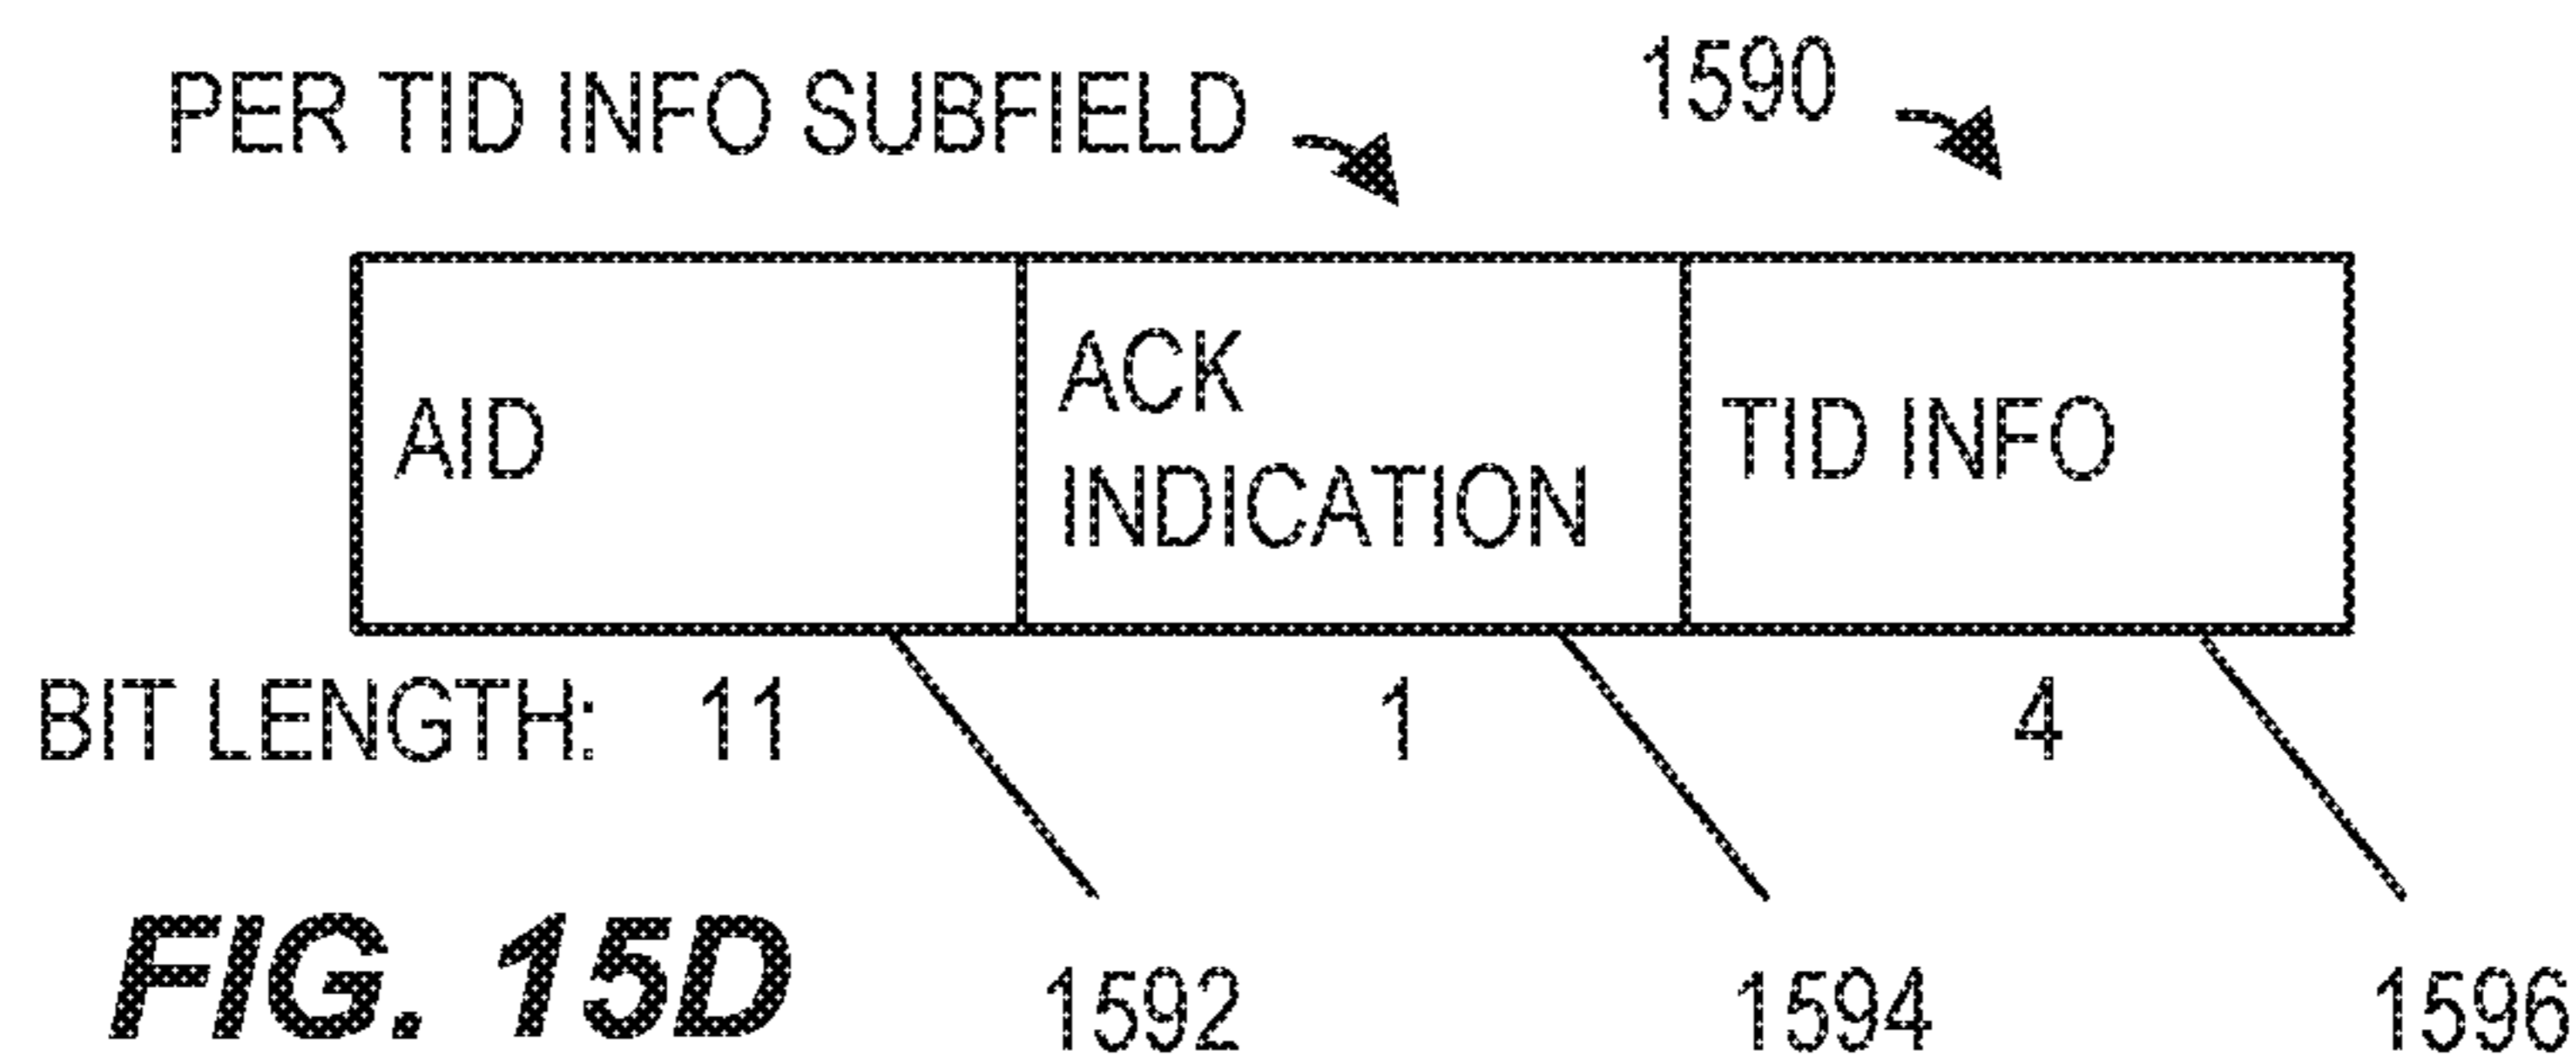 PER TID INFO SUBFIELD 1590
AID
ACK
INDICATION
TID INFO
BIT LENGTH: 11 1 4
FIG. 15D
1592 1594 1596